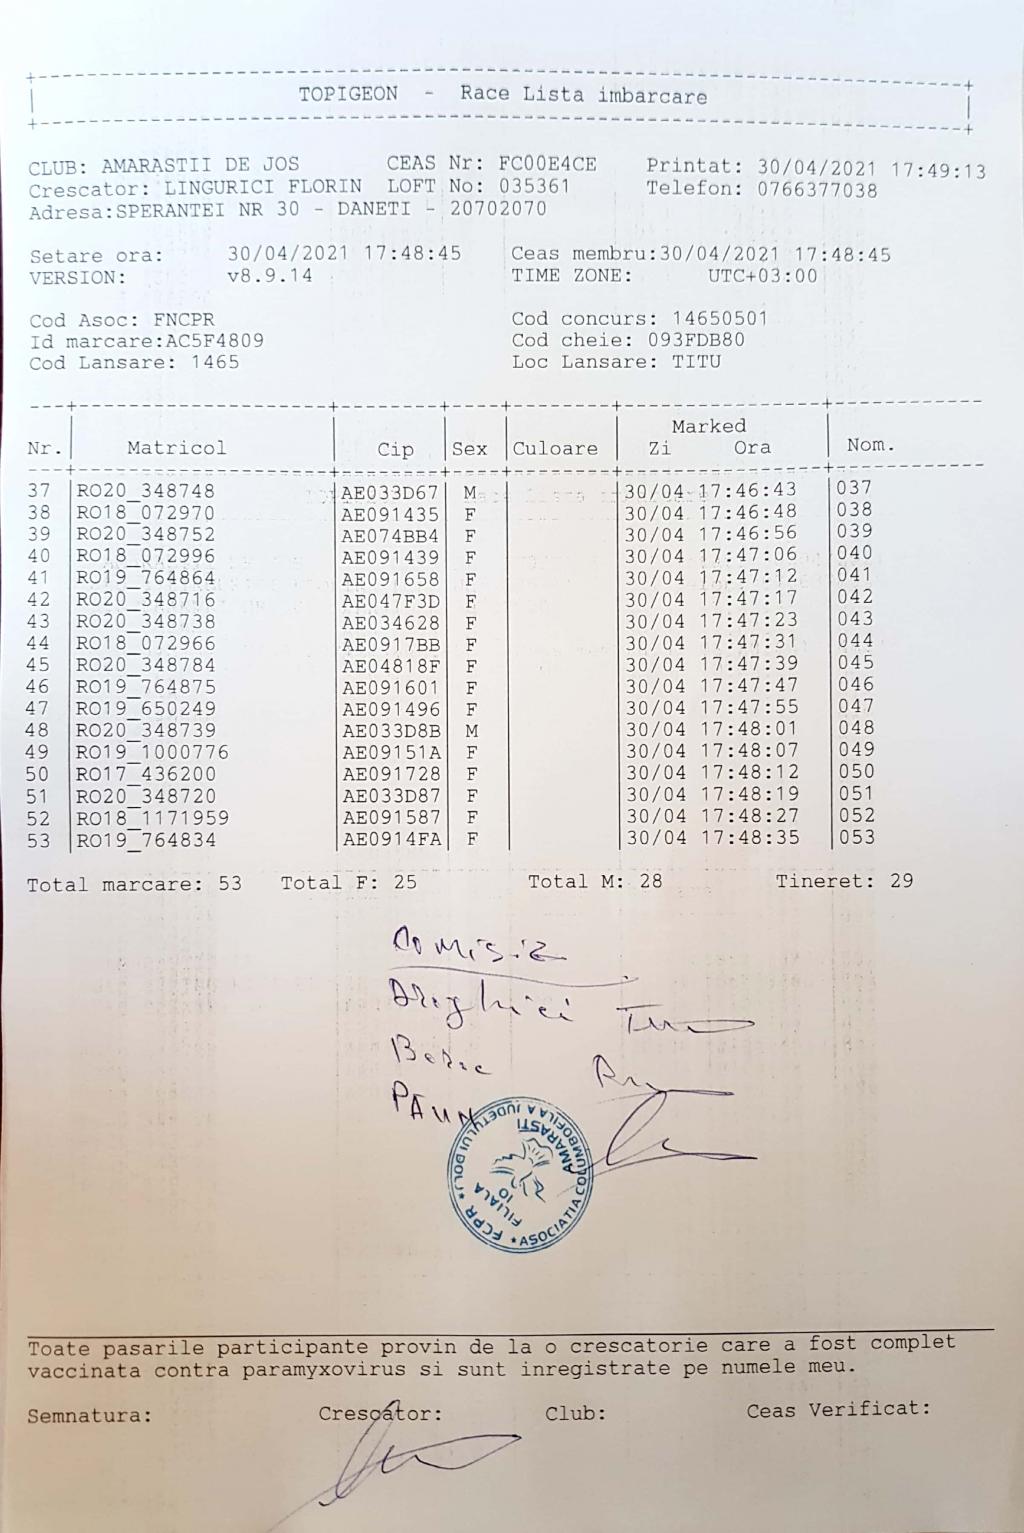 TOPIGEON - Race Lista imbarcare
CLUB: AMARASTII DE JOS CEAS Nr: FC00E4CE Printat: 30/04/2021 17:49:13
Crescator: LINGURICI FLORIN LOFT No: 035361 Telefon: 0766377038
Adresa:SPERANTEI NR 30 - DANETI - 20702070
Setare ora: 30/04/2021 17:48:45 Ceas membru:30/04/2021 17:48:45
VERSION: v8.9.14 TIME ZONE: UTC+03:00
Cod Asoc: FNCPR Cod concurs: 14650501
Id marcare:AC5F4809 Cod cheie: 093FDB80
Cod Lansare: 1465 Loc Lansare: TITU
Marked
Nr. Matricol Cip Sex Culoare Zi Ora Nom.
37 RO20_348748 AE033D67 M 30/04 17:46:43 037
38 RO18_072970 AE091435 F 30/04 17:46:48 038
39 RO20_348752 AE074BB4 F 30/04 17:46:56 039
40 RO18_072996 AE091439 F 30/04 17:47:06 040
41 RO19_764864 AE091658 F 30/04 17:47:12 041
42 RO20_348716 AE047F3D F 30/04 17:47:17 042
43 RO20_348738 AE034628 F 30/04 17:47:23 043
44 RO18_072966 AE0917BB F 30/04 17:47:31 044
45 RO20_348784 AE04818F F 30/04 17:47:39 045
46 RO19_764875 AE091601 F 30/04 17:47:47 046
47 RO19_650249 AE091496 F 30/04 17:47:55 047
48 RO20_348739 AE033D8B M 30/04 17:48:01 048
49 RO19_1000776 AE09151A F 30/04 17:48:07 049
50 RO17_436200 AE091728 F 30/04 17:48:12 050
51 RO20_348720 AE033D87 F 30/04 17:48:19 051
52 RO18_1171959 AE091587 F 30/04 17:48:27 052
53 RO19_764834 AE0914FA F 30/04 17:48:35 053
Total marcare: 53 Total F: 25 Total M: 28 Tineret: 29
Comisia
Draghici
PAUN
FCPR * ASOCIATIA COLUMBOFILA A JUDETULUI DOLJ *
FILIALA
10
AMARASTI
Toate pasarile participante provin de la o crescatorie care a fost complet
vaccinata contra paramyxovirus si sunt inregistrate pe numele meu.
Semnatura: Crescator: Club: Ceas Verificat: